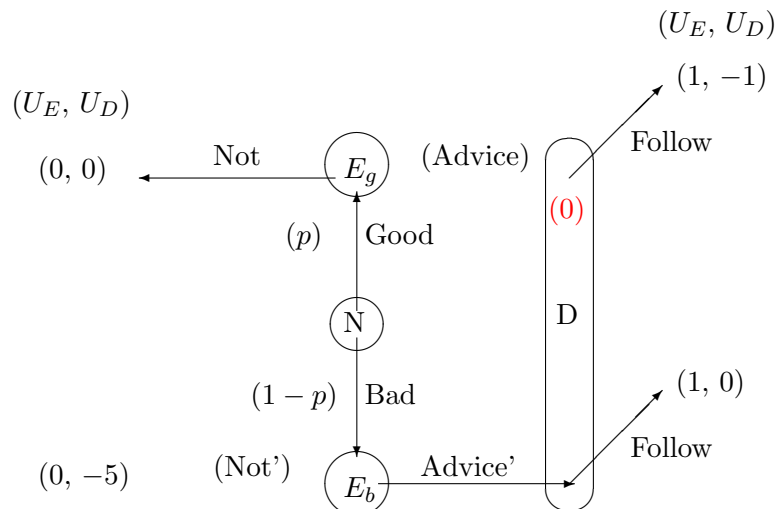 (U_E, U_D)
(1, −1)
(U_E, U_D)
Not
(Advice)
Follow
(0, 0)
E_g
(0)
(p)
Good
N
D
(1 − p)
Bad
(1, 0)
(Not')
Advice'
Follow
(0, −5)
E_b